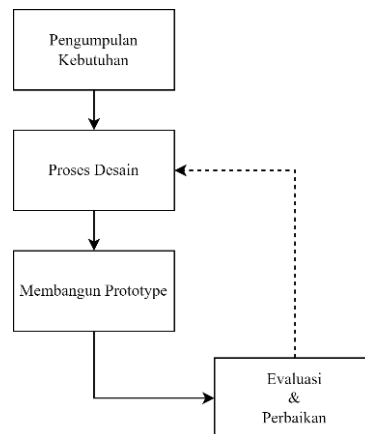 Pengumpulan
Kebutuhan
Proses Desain
Membangun Prototype
Evaluasi
&
Perbaikan